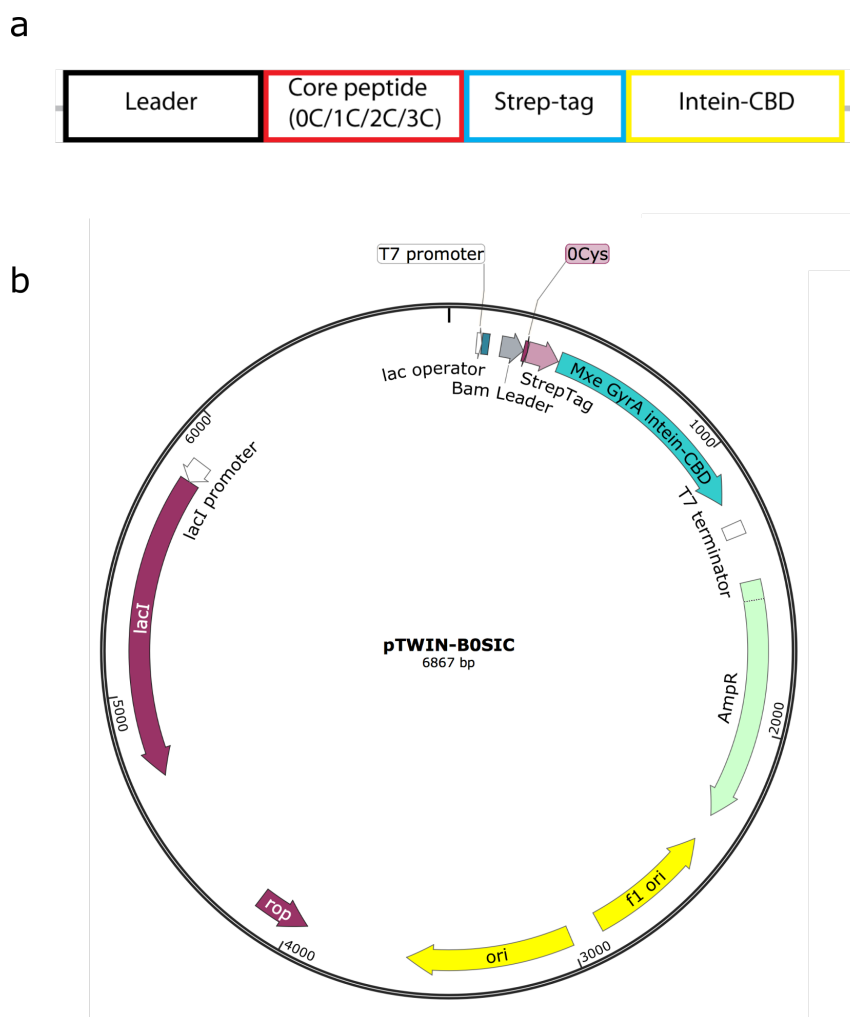 a
Leader
Core peptide
(0C/1C/2C/3C)
Strep-tag
Intein-CBD
b
T7 promoter
0Cys
lac operator
Bam Leader
StrepTag
Mxe GyrA intein-CBD
1000
T7 terminator
6000
lacI promoter
lacI
pTWIN-B0SIC
6867 bp
AmpR
5000
2000
f1 ori
rop
ori
4000
3000